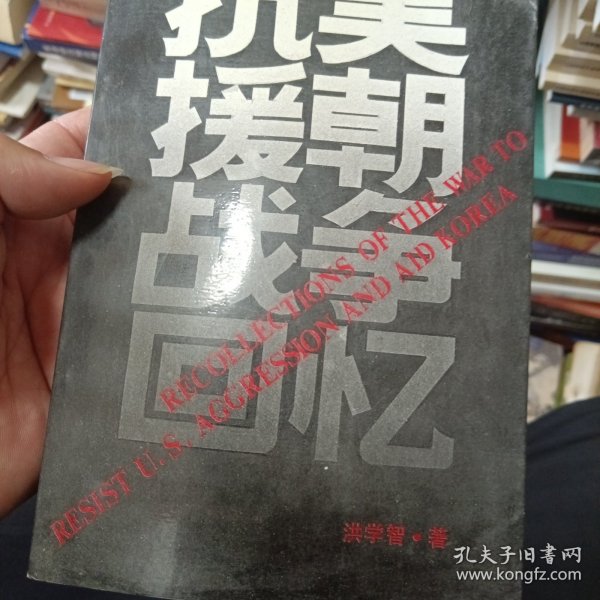 抗美
援朝
战争
回忆
RECOLLECTIONS OF THE WAR TO
RESIST U.S. AGGRESSION AND AID KOREA
洪学智·著
孔夫子旧书网
www.kongfz.com